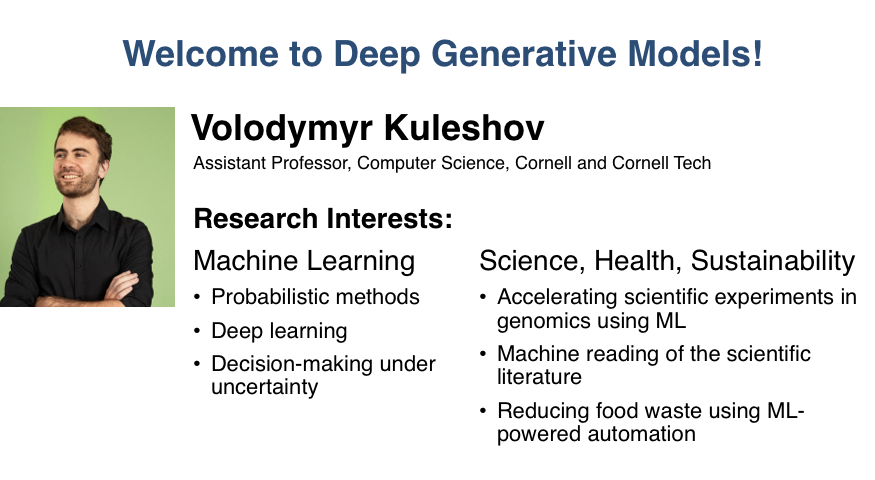 Welcome to Deep Generative Models!
Volodymyr Kuleshov
Assistant Professor, Computer Science, Cornell and Cornell Tech
Research Interests:
Machine Learning
• Probabilistic methods
• Deep learning
• Decision-making under
uncertainty
Science, Health, Sustainability
• Accelerating scientific experiments in
genomics using ML
• Machine reading of the scientific
literature
• Reducing food waste using ML-
powered automation